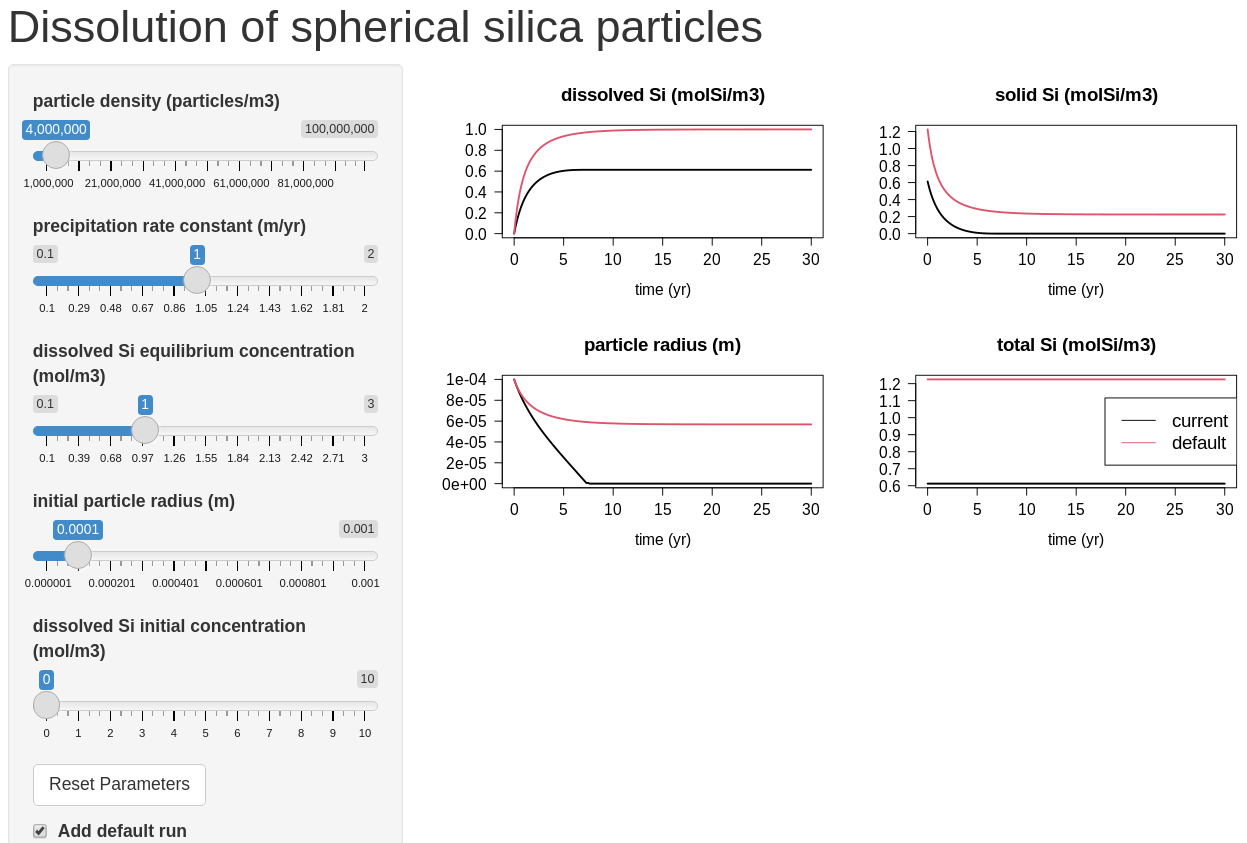 Dissolution of spherical silica particles
particle density (particles/m3)
4,000,000 100,000,000
1,000,000 21,000,000 41,000,000 61,000,000 81,000,000
precipitation rate constant (m/yr)
0.1 1 2
0.1 0.29 0.48 0.67 0.86 1.05 1.24 1.43 1.62 1.81 2
dissolved Si equilibrium concentration
(mol/m3)
0.1 1 3
0.1 0.39 0.68 0.97 1.26 1.55 1.84 2.13 2.42 2.71 3
initial particle radius (m)
0.0001 0.001
0.000001 0.000201 0.000401 0.000601 0.000801 0.001
dissolved Si initial concentration
(mol/m3)
0 10
0 1 2 3 4 5 6 7 8 9 10
Reset Parameters
Add default run
dissolved Si (molSi/m3)
1.0
0.8
0.6
0.4
0.2
0.0
0 5 10 15 20 25 30
time (yr)
solid Si (molSi/m3)
1.2
1.0
0.8
0.6
0.4
0.2
0.0
0 5 10 15 20 25 30
time (yr)
particle radius (m)
1e-04
8e-05
6e-05
4e-05
2e-05
0e+00
0 5 10 15 20 25 30
time (yr)
total Si (molSi/m3)
1.2
1.1
1.0
0.9
0.8
0.7
0.6
current
default
0 5 10 15 20 25 30
time (yr)